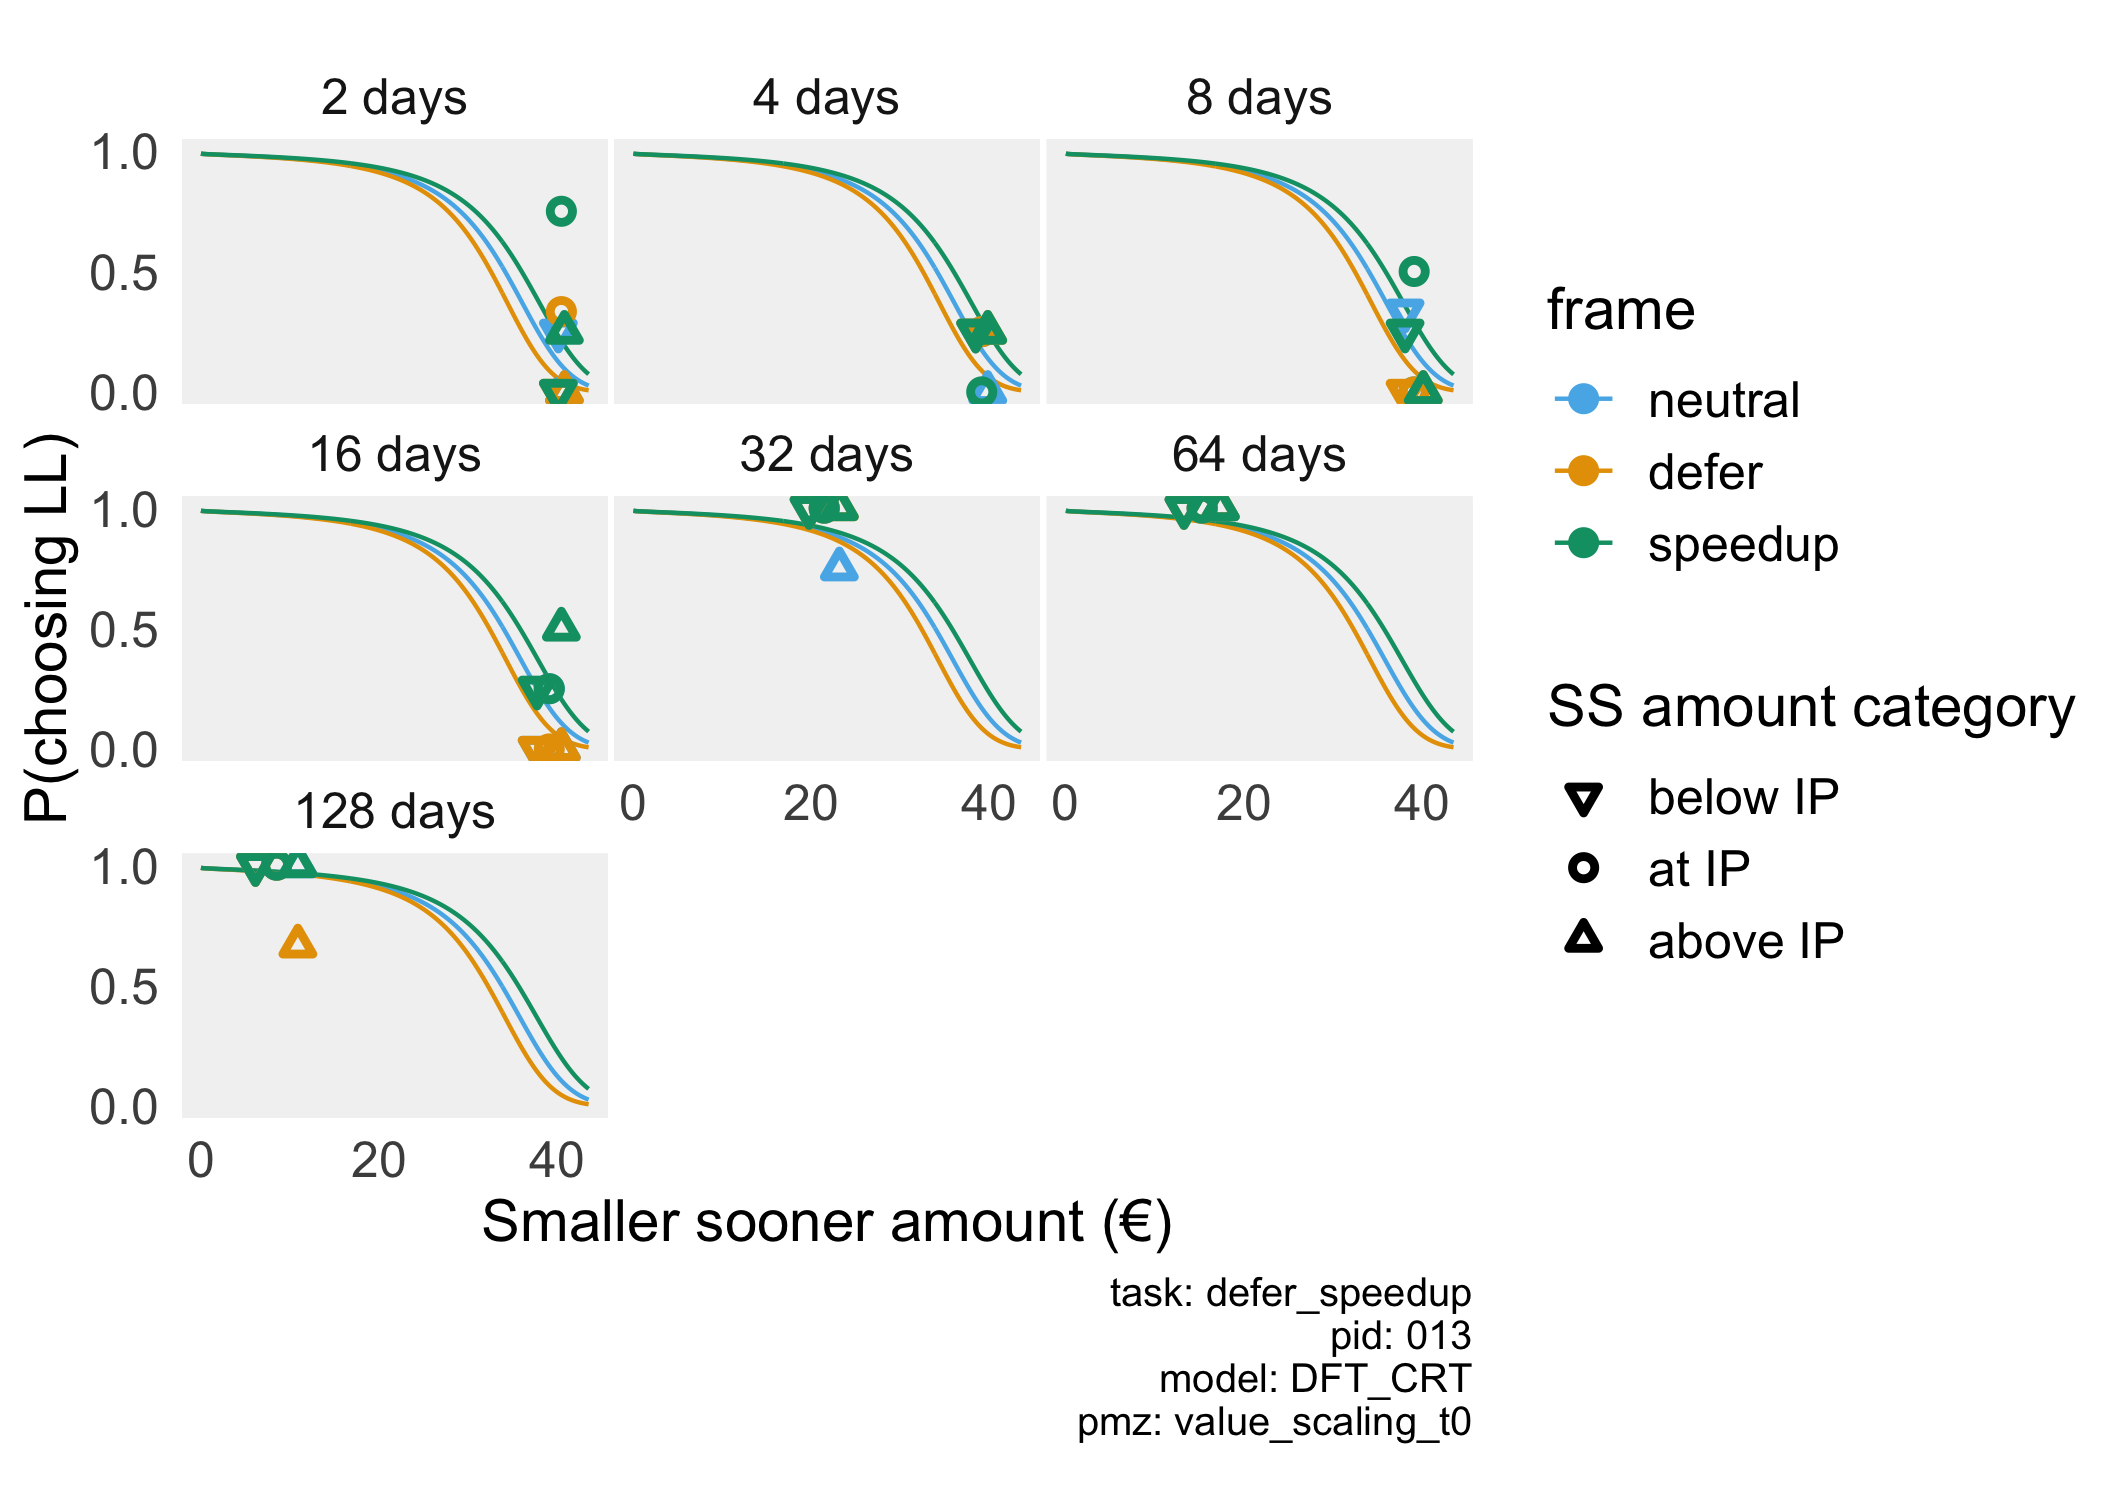 2 days
4 days
8 days
1.0
0.5
0.0
16 days
32 days
64 days
1.0
0.5
0.0
0 20 40
0 20 40
128 days
1.0
0.5
0.0
0 20 40
P(choosing LL)
Smaller sooner amount (€)
frame
neutral
defer
speedup
SS amount category
below IP
at IP
above IP
task: defer_speedup
pid: 013
model: DFT_CRT
pmz: value_scaling_t0